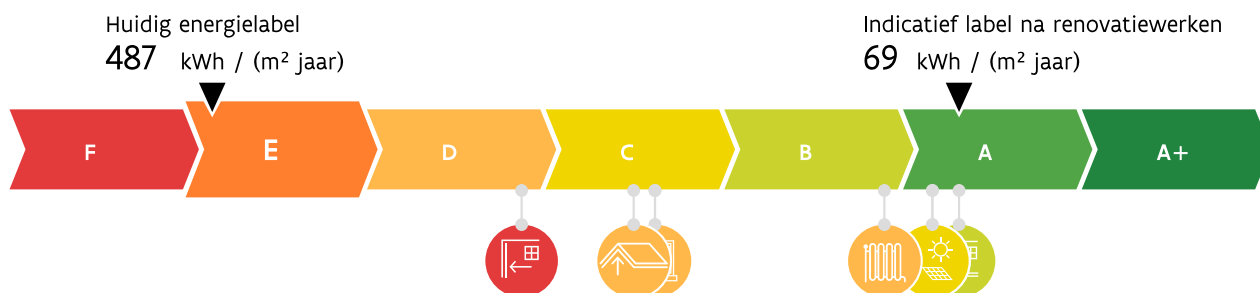 Huidig energielabel
487 kWh / (m² jaar)
Indicatief label na renovatiewerken
69 kWh / (m² jaar)
F E D C B A A+